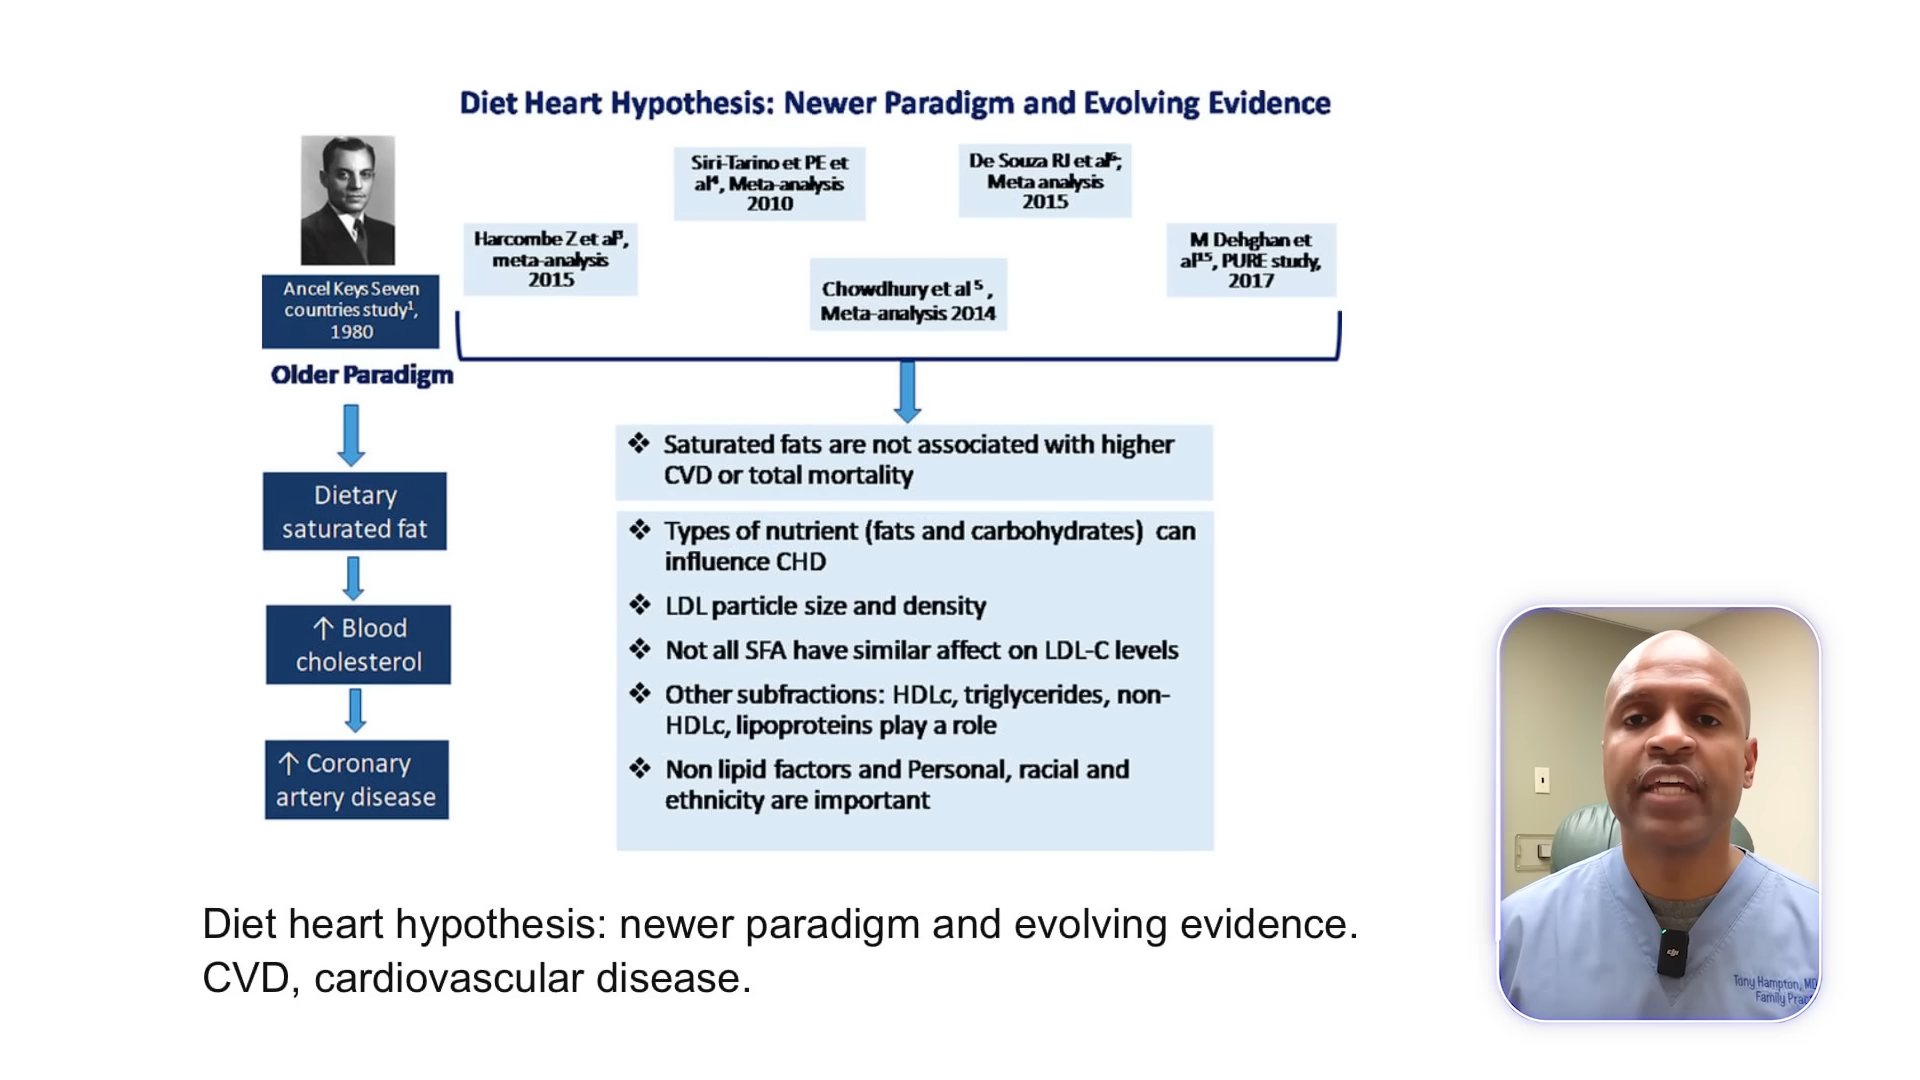 Diet Heart Hypothesis: Newer Paradigm and Evolving Evidence
Ancel Keys Seven
countries study¹,
1980
Older Paradigm
Dietary
saturated fat
↑ Blood
cholesterol
↑ Coronary
artery disease
Harcombe Z et al³,
meta-analysis
2015
Siri-Tarino et PE et
al⁴, Meta-analysis
2010
Chowdhury et al ⁵ ,
Meta-analysis 2014
De Souza RJ et al⁶;
Meta analysis
2015
M Dehghan et
al¹⁵, PURE study,
2017
❖ Saturated fats are not associated with higher
CVD or total mortality
❖ Types of nutrient (fats and carbohydrates) can
influence CHD
❖ LDL particle size and density
❖ Not all SFA have similar affect on LDL-C levels
❖ Other subfractions: HDLc, triglycerides, non-
HDLc, lipoproteins play a role
❖ Non lipid factors and Personal, racial and
ethnicity are important
Diet heart hypothesis: newer paradigm and evolving evidence.
CVD, cardiovascular disease.
Tony Hampton, MD
Family Prac
dji